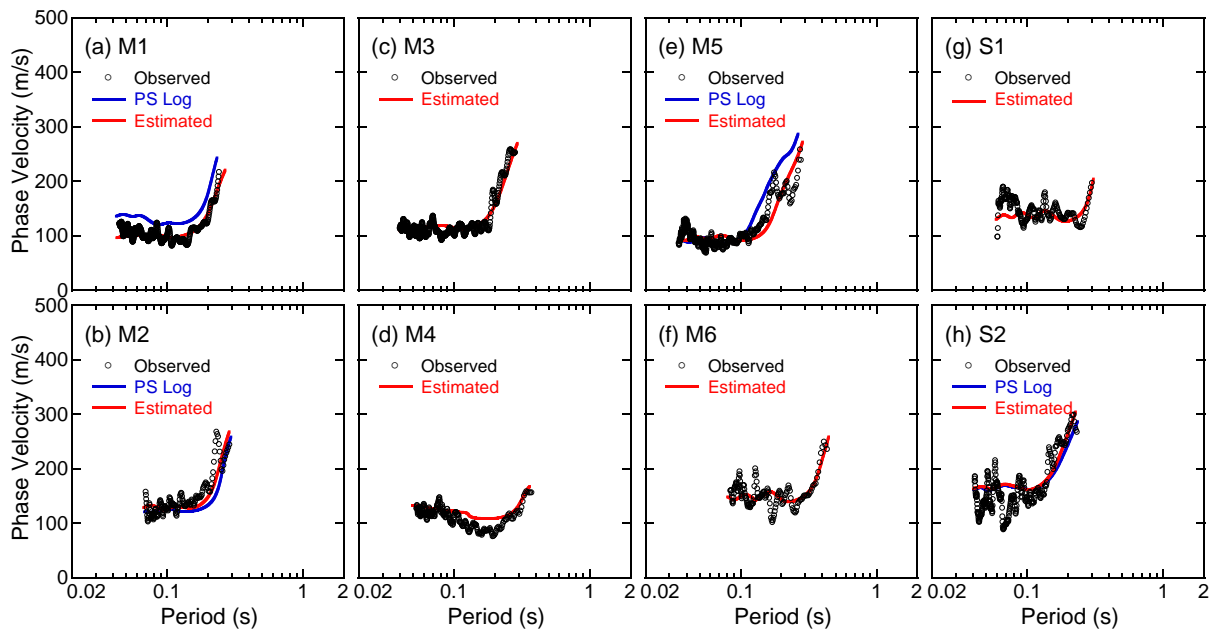 500
400
300
200
100
0
Phase Velocity (m/s)
(a) M1
Observed
PS Log
Estimated
(c) M3
Observed
Estimated
(e) M5
Observed
PS Log
Estimated
(g) S1
Observed
Estimated
500
400
300
200
100
0
Phase Velocity (m/s)
(b) M2
Observed
PS Log
Estimated
(d) M4
Observed
Estimated
(f) M6
Observed
Estimated
(h) S2
Observed
PS Log
Estimated
0.02 0.1 1 2
0.02 0.1 1 2
0.02 0.1 1 2
0.02 0.1 1 2
Period (s)
Period (s)
Period (s)
Period (s)